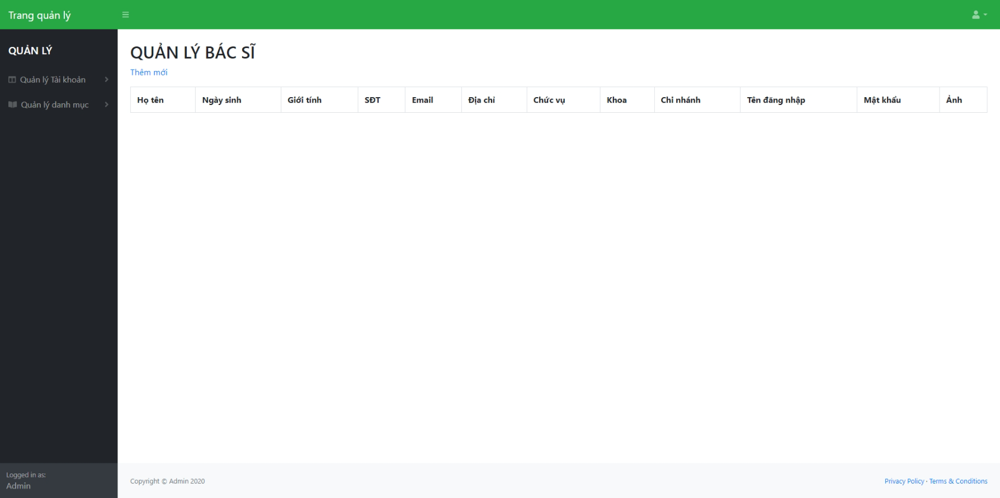 Trang quản lý
QUẢN LÝ
Quản lý Tài khoản
Quản lý danh mục
QUẢN LÝ BÁC SĨ
Thêm mới
Họ tên Ngày sinh Giới tính SĐT Email Địa chỉ Chức vụ Khoa Chi nhánh Tên đăng nhập Mật khẩu Ảnh
Logged in as:
Admin
Copyright © Admin 2020
Privacy Policy · Terms & Conditions